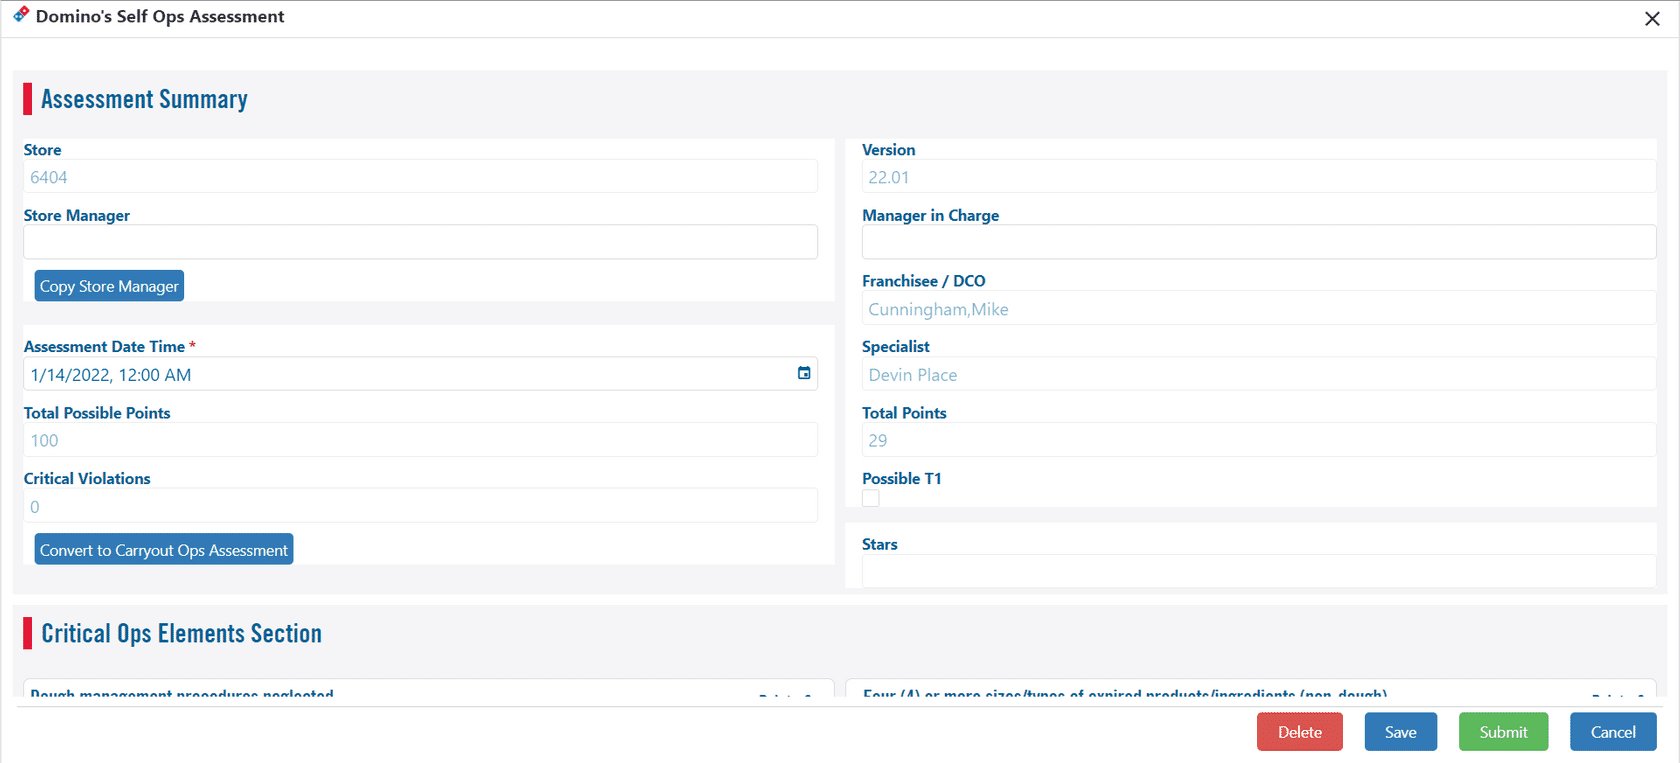 Domino's Self Ops Assessment
Assessment Summary
Store
6404
Store Manager
Copy Store Manager
Assessment Date Time *
1/14/2022, 12:00 AM
Total Possible Points
100
Critical Violations
0
Convert to Carryout Ops Assessment
Version
22.01
Manager in Charge
Franchisee / DCO
Cunningham,Mike
Specialist
Devin Place
Total Points
29
Possible T1
Stars
Critical Ops Elements Section
Dough management procedures neglected
Four (4) or more sizes/types of expired products/ingredients (non-dough)
Delete
Save
Submit
Cancel